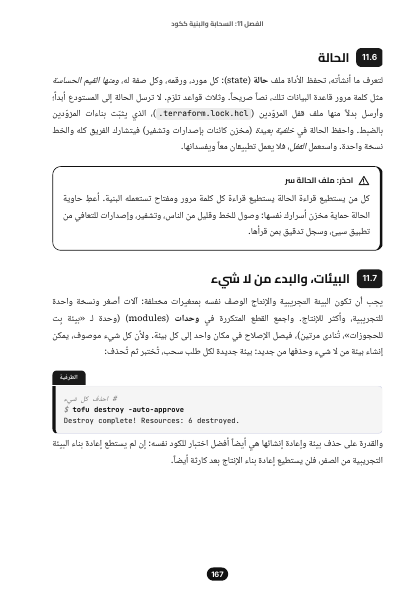 الفصل 11: السحابة والبنية ككود
11.6 الحالة
لتعرف ما أنشأته، تحفظ الأداة ملف حالة (state): كل مورد، ورقمه، وكل صفة له، ومنها القيم الحساسة
مثل كلمة مرور قاعدة البيانات تلك، نصاً صريحاً. وثلاث قواعد تلزم. لا ترسل الحالة إلى المستودع أبداً؛
وأرسل بدلاً منها ملف قفل المزوّدين (.terraform.lock.hcl)، الذي يثبّت بناءات المزوّدين
بالضبط. واحفظ الحالة في خلفية بعيدة (مخزن كائنات بإصدارات وتشفير) فيتشارك الفريق كله والخط
نسخة واحدة. واستعمل القفل، فلا يعمل تطبيقان معاً ويفسدانها.
احذر: ملف الحالة سر
كل من يستطيع قراءة الحالة يستطيع قراءة كل كلمة مرور ومفتاح تستعمله البنية. أعطِ حاوية
الحالة حماية مخزن أسرارك نفسها: وصول للخط وقليل من الناس، وتشفير، وإصدارات للتعافي من
تطبيق سيئ، وسجل تدقيق بمن قرأها.
11.7 البيئات، والبدء من لا شيء
يجب أن تكون البيئة التجريبية والإنتاج الوصف نفسه بمتغيرات مختلفة: آلات أصغر ونسخة واحدة
للتجريبية، وأكثر للإنتاج. واجمع القطع المتكررة في وحدات (modules) (وحدة لـ «بيئة بِت
للحجوزات»، تُنادى مرتين)، فيصل الإصلاح في مكان واحد إلى كل بيئة. ولأن كل شيء موصوف، يمكن
إنشاء بيئة من لا شيء وحذفها من جديد: بيئة جديدة لكل طلب سحب، تُختبر ثم تُحذف:
الطرفية
# احذف كل شيء
$ tofu destroy -auto-approve
Destroy complete! Resources: 6 destroyed.
والقدرة على حذف بيئة وإعادة إنشائها هي أيضاً أفضل اختبار للكود نفسه: إن لم يستطع إعادة بناء البيئة
التجريبية من الصفر، فلن يستطيع إعادة بناء الإنتاج بعد كارثة أيضاً.
167